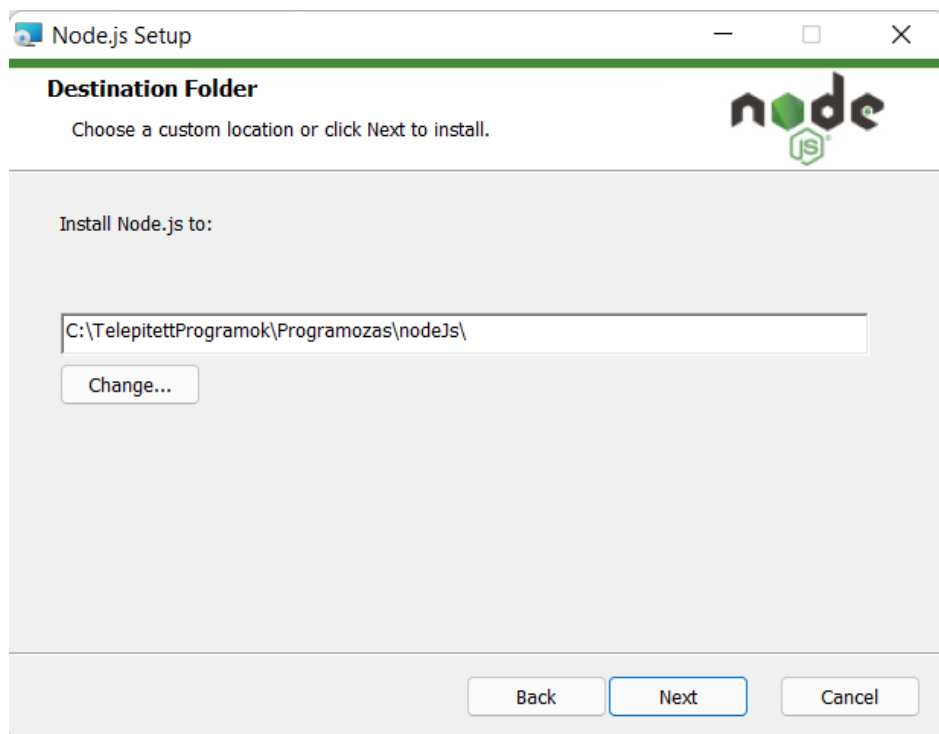 Node.js Setup
Destination Folder
Choose a custom location or click Next to install.
node
JS
Install Node.js to:
C:\TelepitettProgramok\Programozas\nodeJs\
Change...
Back
Next
Cancel